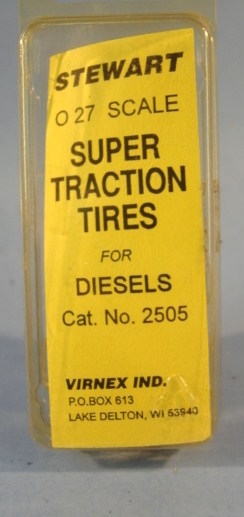 STEWART
O 27 SCALE
SUPER
TRACTION
TIRES
FOR
DIESELS
Cat. No. 2505
VIRNEX IND.
P.O.BOX 613
LAKE DELTON, WI 53940